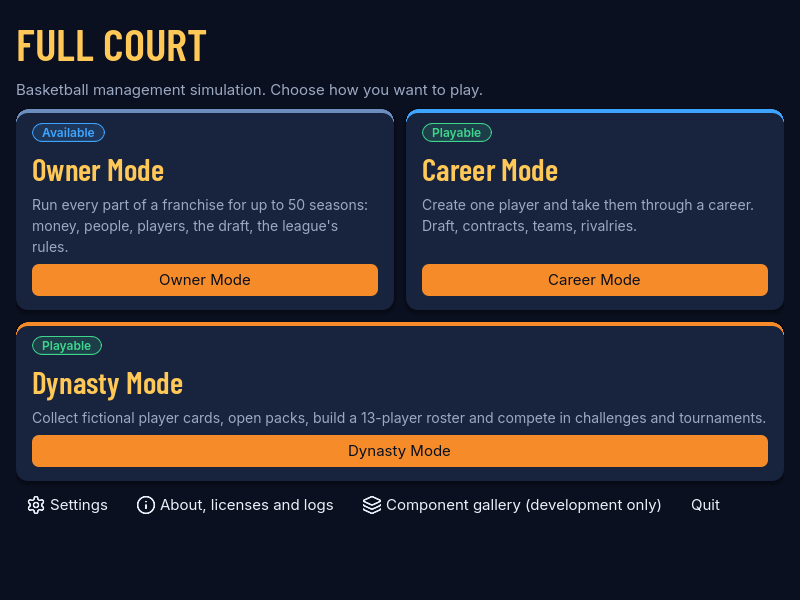 FULL COURT
Basketball management simulation. Choose how you want to play.
Available
Owner Mode
Run every part of a franchise for up to 50 seasons:
money, people, players, the draft, the league's
rules.
Owner Mode
Playable
Career Mode
Create one player and take them through a career.
Draft, contracts, teams, rivalries.
Career Mode
Playable
Dynasty Mode
Collect fictional player cards, open packs, build a 13-player roster and compete in challenges and tournaments.
Dynasty Mode
Settings
About, licenses and logs
Component gallery (development only)
Quit